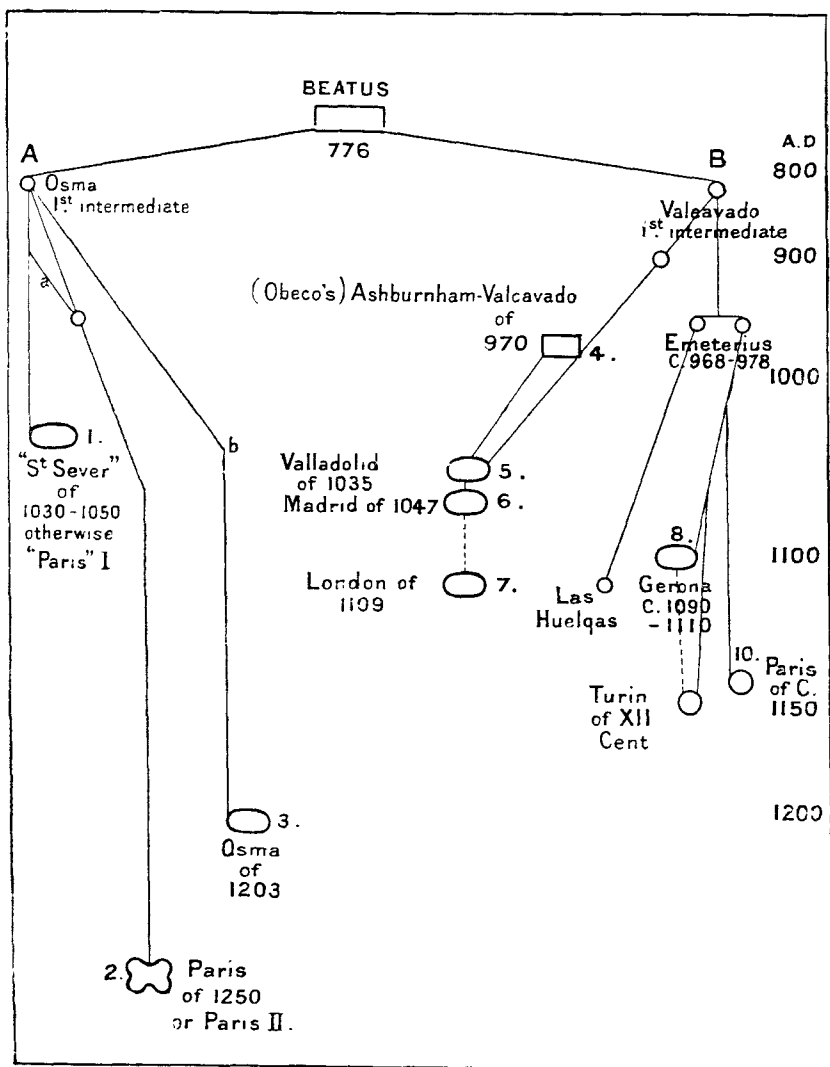 BEATUS
776
A.D
800
900
1000
1100
1150
1200
A
Osma
1st intermediate
B
Valcavado
1st intermediate
a
b
(Obeco's) Ashburnham-Valcavado
of
970
4.
Emeterius
C. 968-978
1.
"St Sever"
of
1030-1050
otherwise
"Paris" I
Valladolid
of 1035
5.
Madrid of 1047
6.
London of
1109
7.
Las
Huelgas
8.
Gerona
C. 1090
-1110
10.
Paris
of C.
Turin
of XII
Cent
3.
Osma
of
1203
2.
Paris
of 1250
or Paris II.